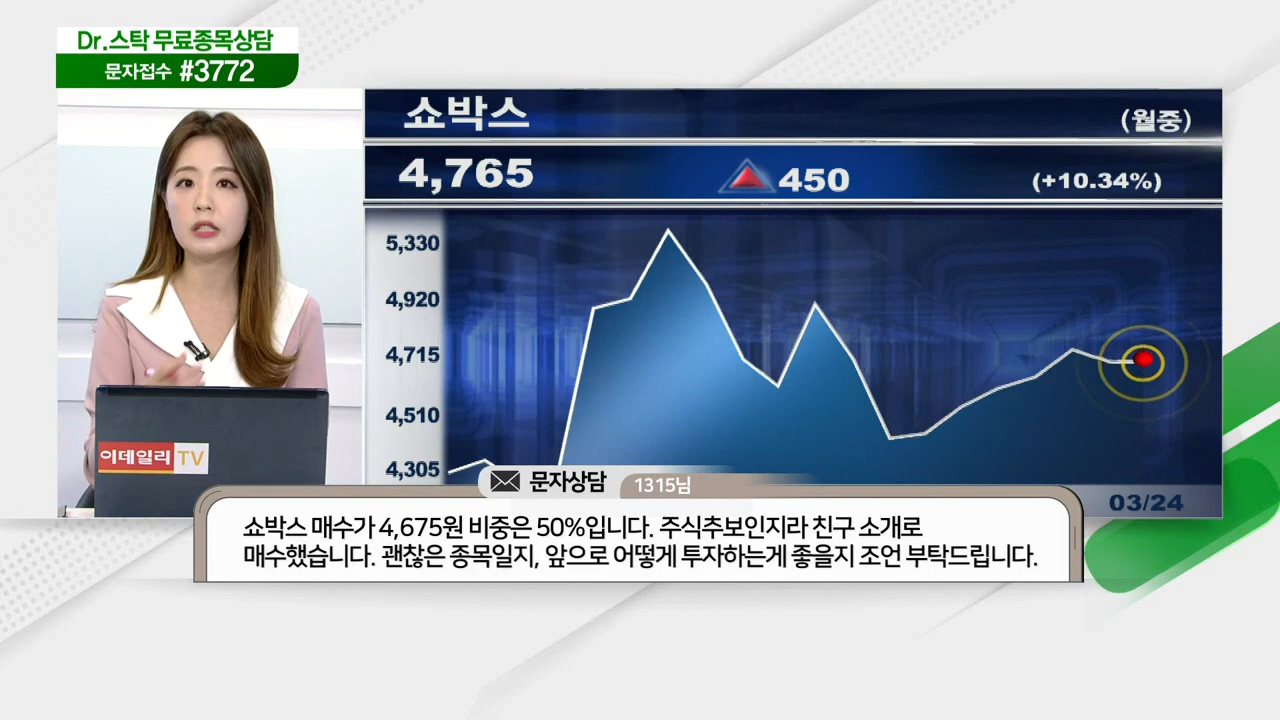 Dr.스탁 무료종목상담
문자접수 #3772
쇼박스
(월중)
4,765
450
(+10.34%)
5,330
4,920
4,715
4,510
4,305
03/24
이데일리 TV
문자상담
1315님
쇼박스 매수가 4,675원 비중은 50%입니다. 주식추보인지라 친구 소개로
매수했습니다. 괜찮은 종목일지, 앞으로 어떻게 투자하는게 좋을지 조언 부탁드립니다.